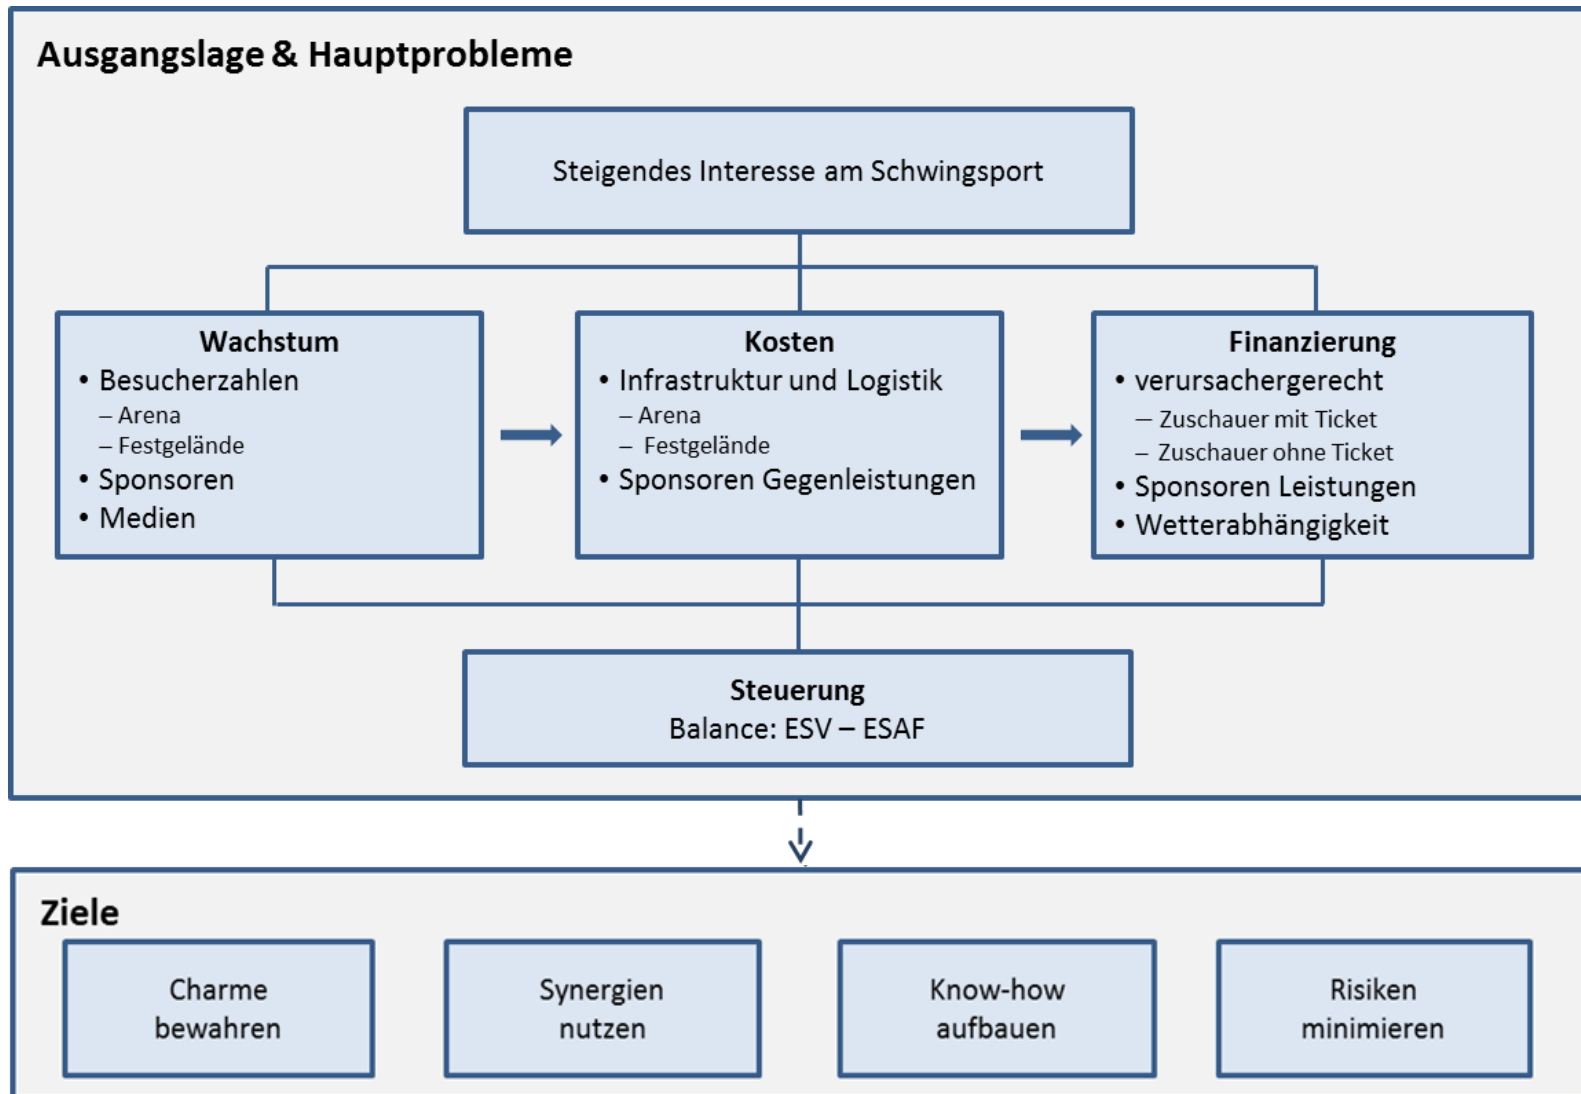 Ausgangslage & Hauptprobleme
Steigendes Interesse am Schwingsport
Wachstum
• Besucherzahlen
– Arena
– Festgelände
• Sponsoren
• Medien
Kosten
• Infrastruktur und Logistik
– Arena
– Festgelände
• Sponsoren Gegenleistungen
Finanzierung
• verursachergerecht
– Zuschauer mit Ticket
– Zuschauer ohne Ticket
• Sponsoren Leistungen
• Wetterabhängigkeit
Steuerung
Balance: ESV – ESAF
Ziele
Charme
bewahren
Synergien
nutzen
Know-how
aufbauen
Risiken
minimieren